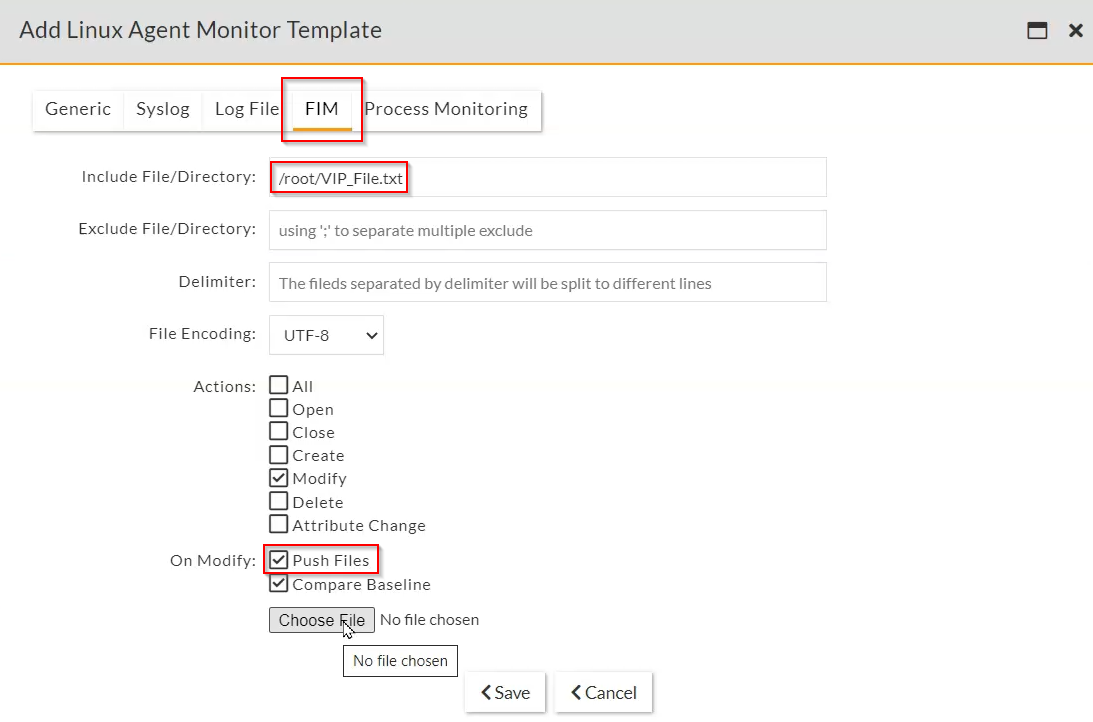 Add Linux Agent Monitor Template
Generic Syslog Log File FIM Process Monitoring
Include File/Directory: /root/VIP_File.txt
Exclude File/Directory: using ';' to separate multiple exclude
Delimiter: The fileds separated by delimiter will be split to different lines
File Encoding: UTF-8
Actions: All
Open
Close
Create
Modify
Delete
Attribute Change
On Modify: Push Files
Compare Baseline
Choose File No file chosen
No file chosen
Save Cancel